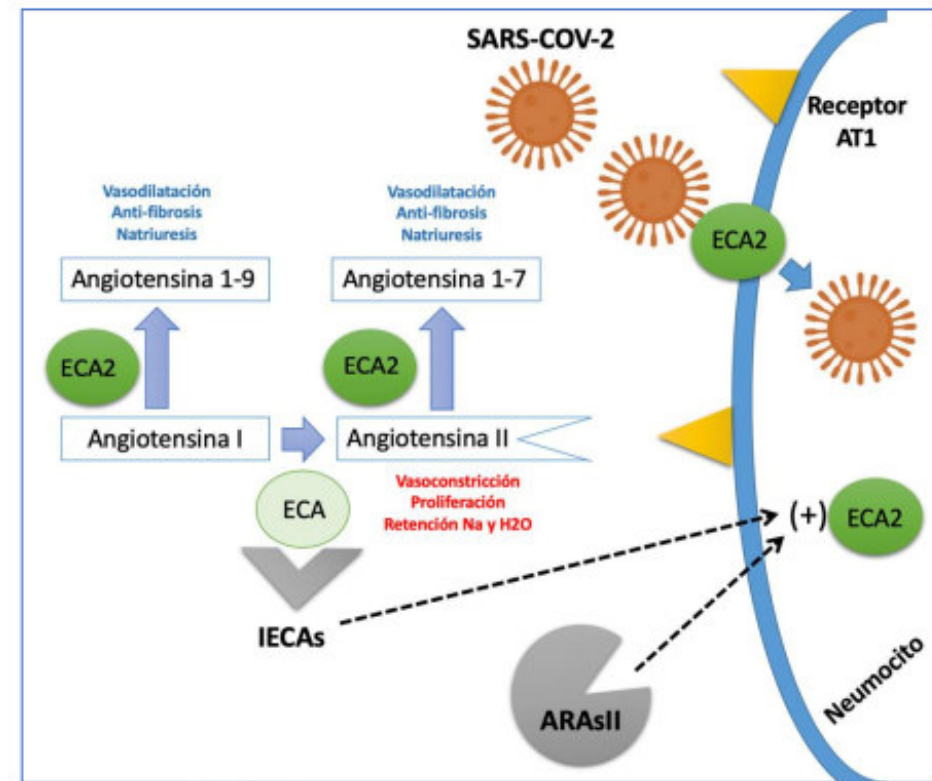 SARS-COV-2
Receptor
AT1
Vasodilatación
Anti-fibrosis
Natriuresis
Vasodilatación
Anti-fibrosis
Natriuresis
ECA2
Angiotensina 1-9
Angiotensina 1-7
ECA2
ECA2
Angiotensina I
Angiotensina II
Vasoconstricción
Proliferación
Retención Na y H2O
ECA
(+)
ECA2
IECAs
ARAsII
Neumocito